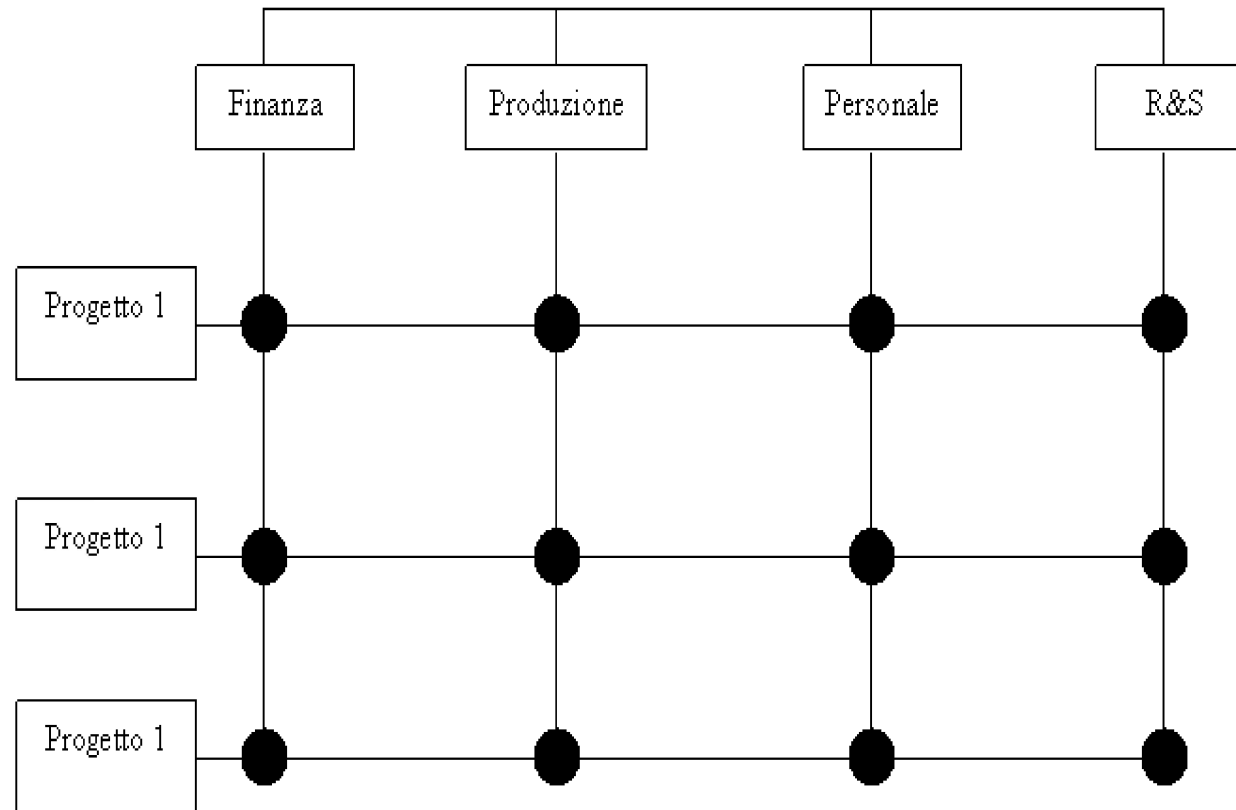 Finanza
Produzione
Personale
R&S
Progetto 1
Progetto 1
Progetto 1